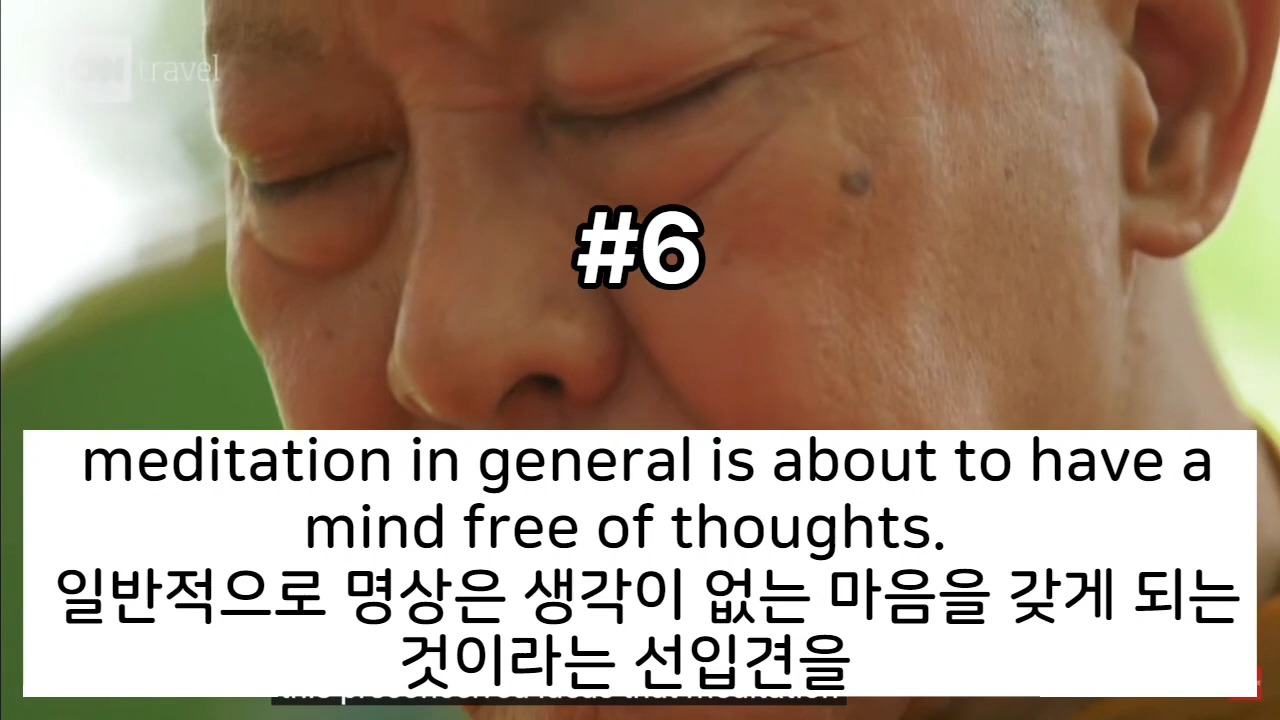 travel
#6
meditation in general is about to have a
mind free of thoughts.
일반적으로 명상은 생각이 없는 마음을 갖게 되는
것이라는 선입견을